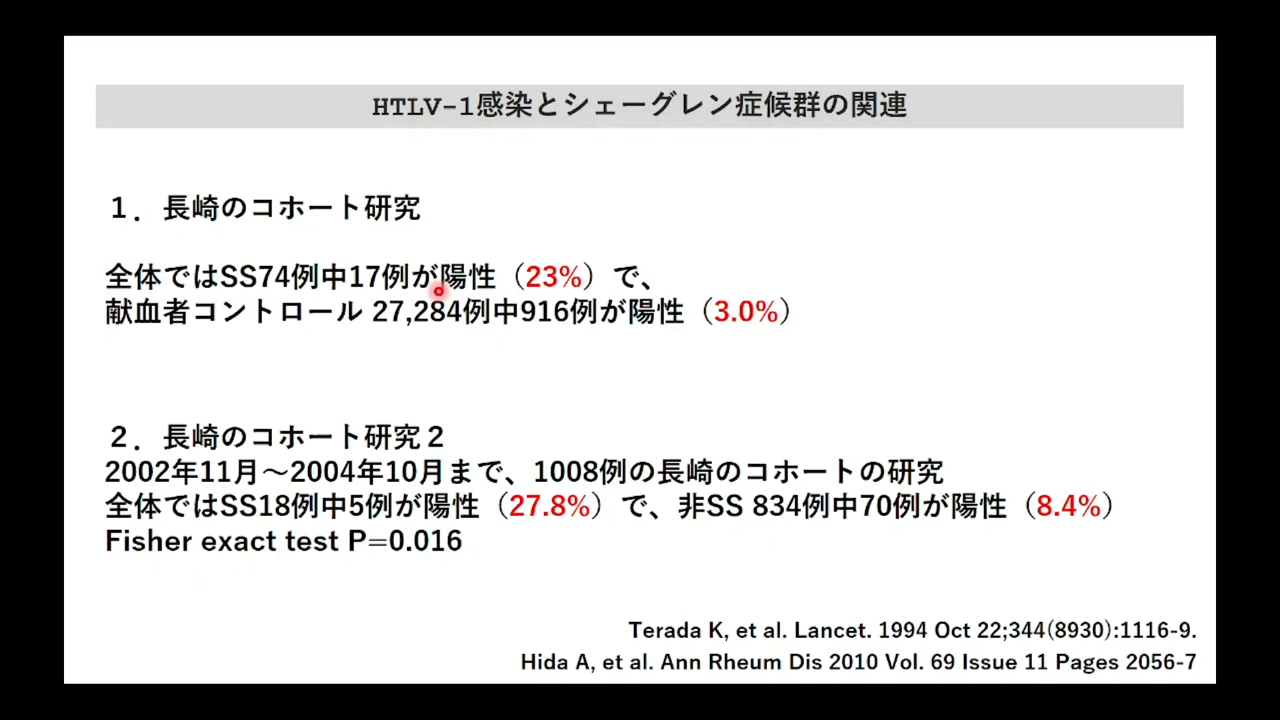 HTLV-1感染とシェーグレン症候群の関連
１．長崎のコホート研究
全体ではSS74例中17例が陽性（23%）で、
献血者コントロール 27,284例中916例が陽性（3.0%）
２．長崎のコホート研究２
2002年11月～2004年10月まで、1008例の長崎のコホートの研究
全体ではSS18例中5例が陽性（27.8%）で、非SS 834例中70例が陽性（8.4%）
Fisher exact test P=0.016
Terada K, et al. Lancet. 1994 Oct 22;344(8930):1116-9.
Hida A, et al. Ann Rheum Dis 2010 Vol. 69 Issue 11 Pages 2056-7